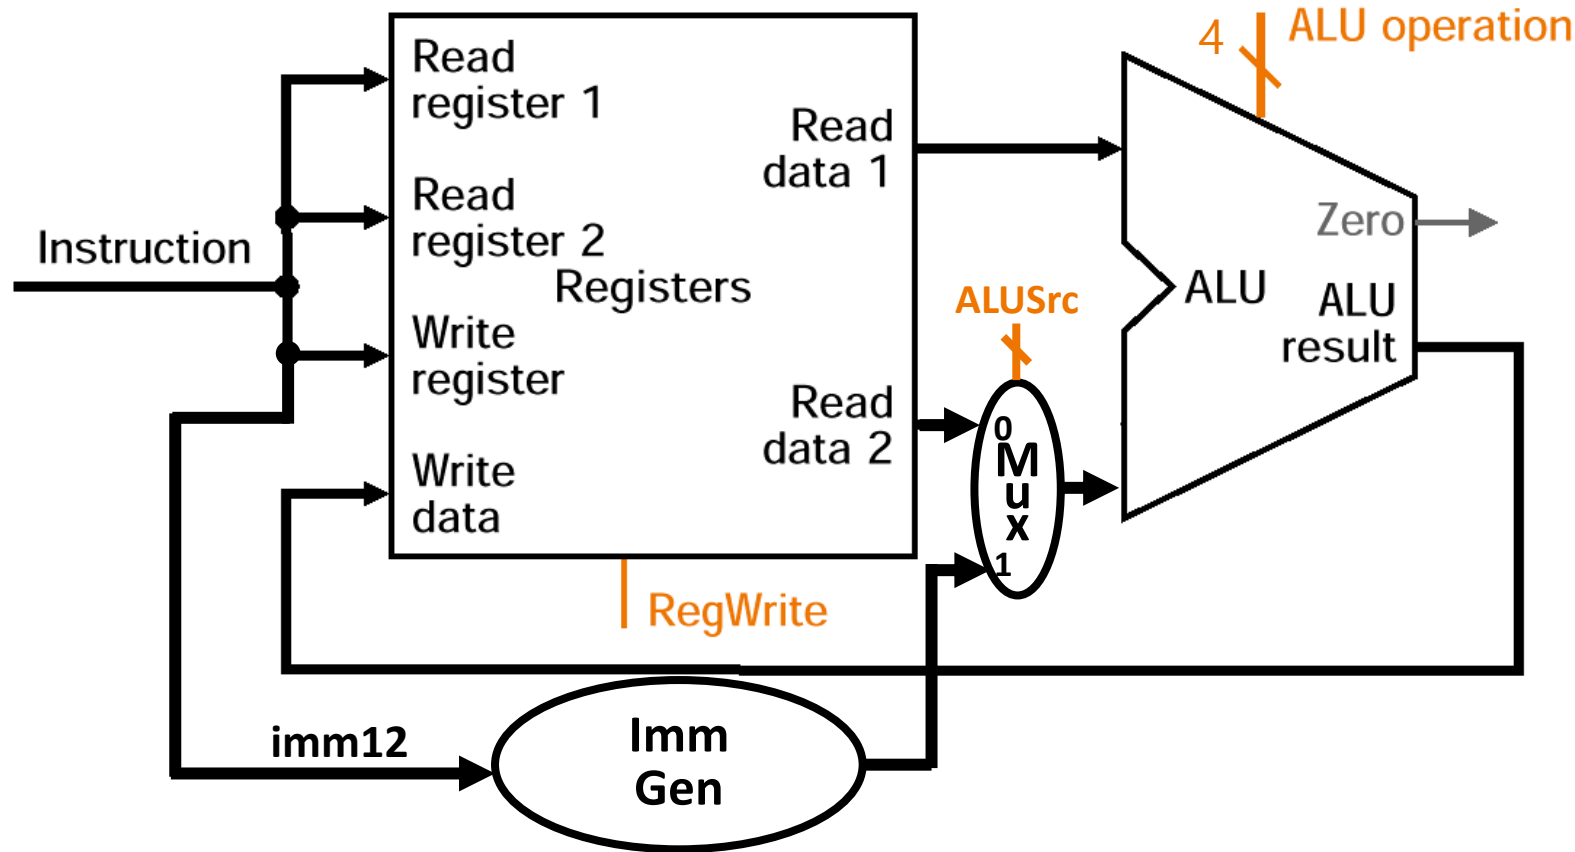 4
ALU operation
Read
register 1
Read
data 1
Read
register 2
Instruction
Registers
Zero
ALU
ALU
result
ALUSrc
Write
register
Read
data 2
0
M
u
x
1
Write
data
RegWrite
imm12
Imm
Gen